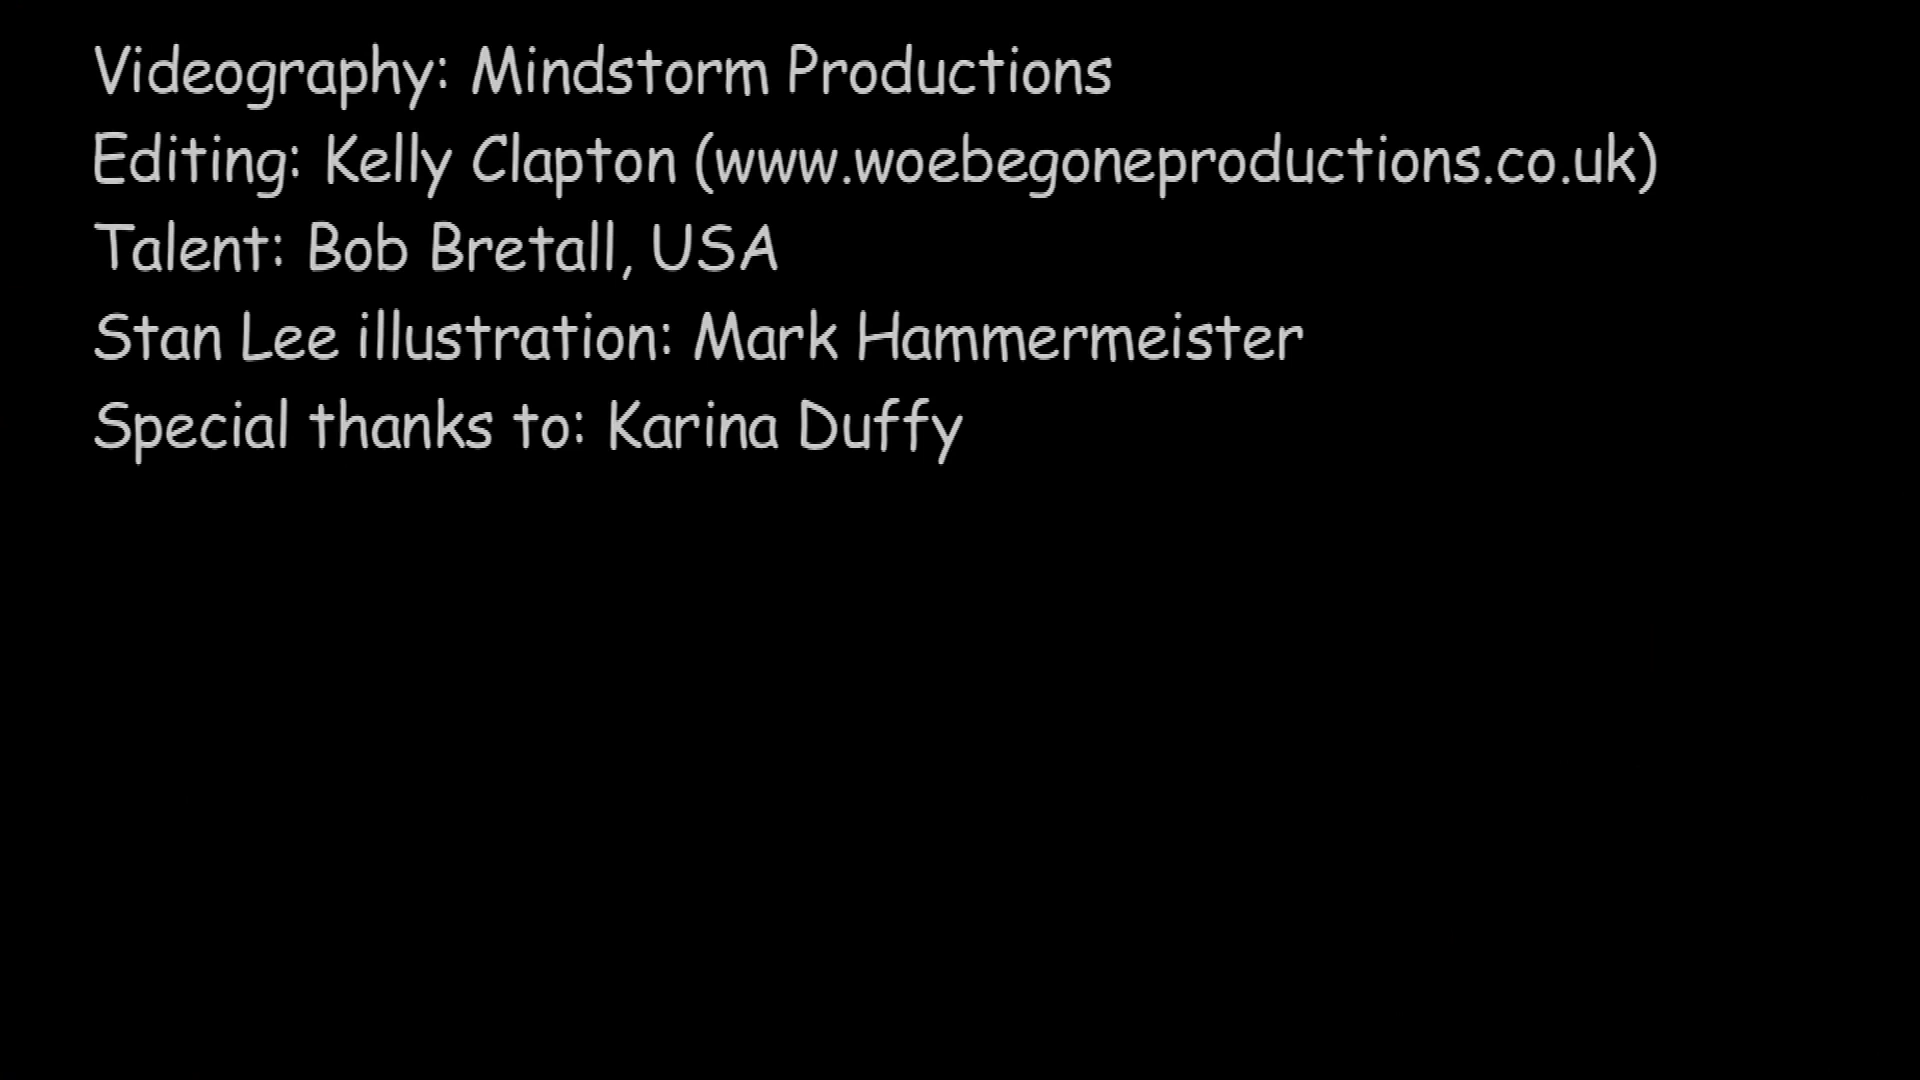 Videography: Mindstorm Productions
Editing: Kelly Clapton (www.woebegoneproductions.co.uk)
Talent: Bob Bretall, USA
Stan Lee illustration: Mark Hammermeister
Special thanks to: Karina Duffy